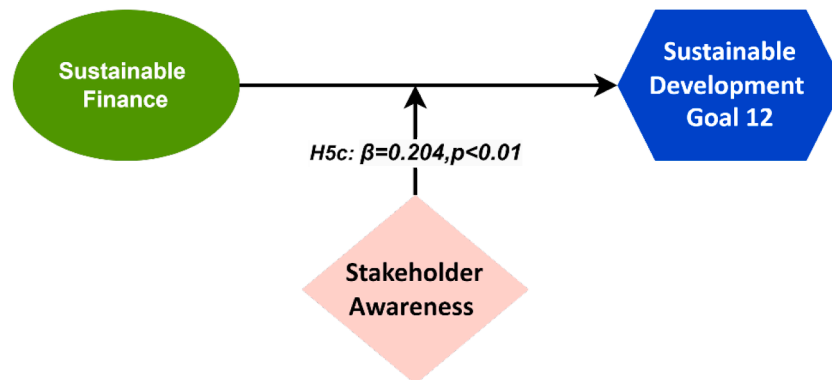 Sustainable
Finance
Sustainable
Development
Goal 12
H5c: β=0.204,p<0.01
Stakeholder
Awareness